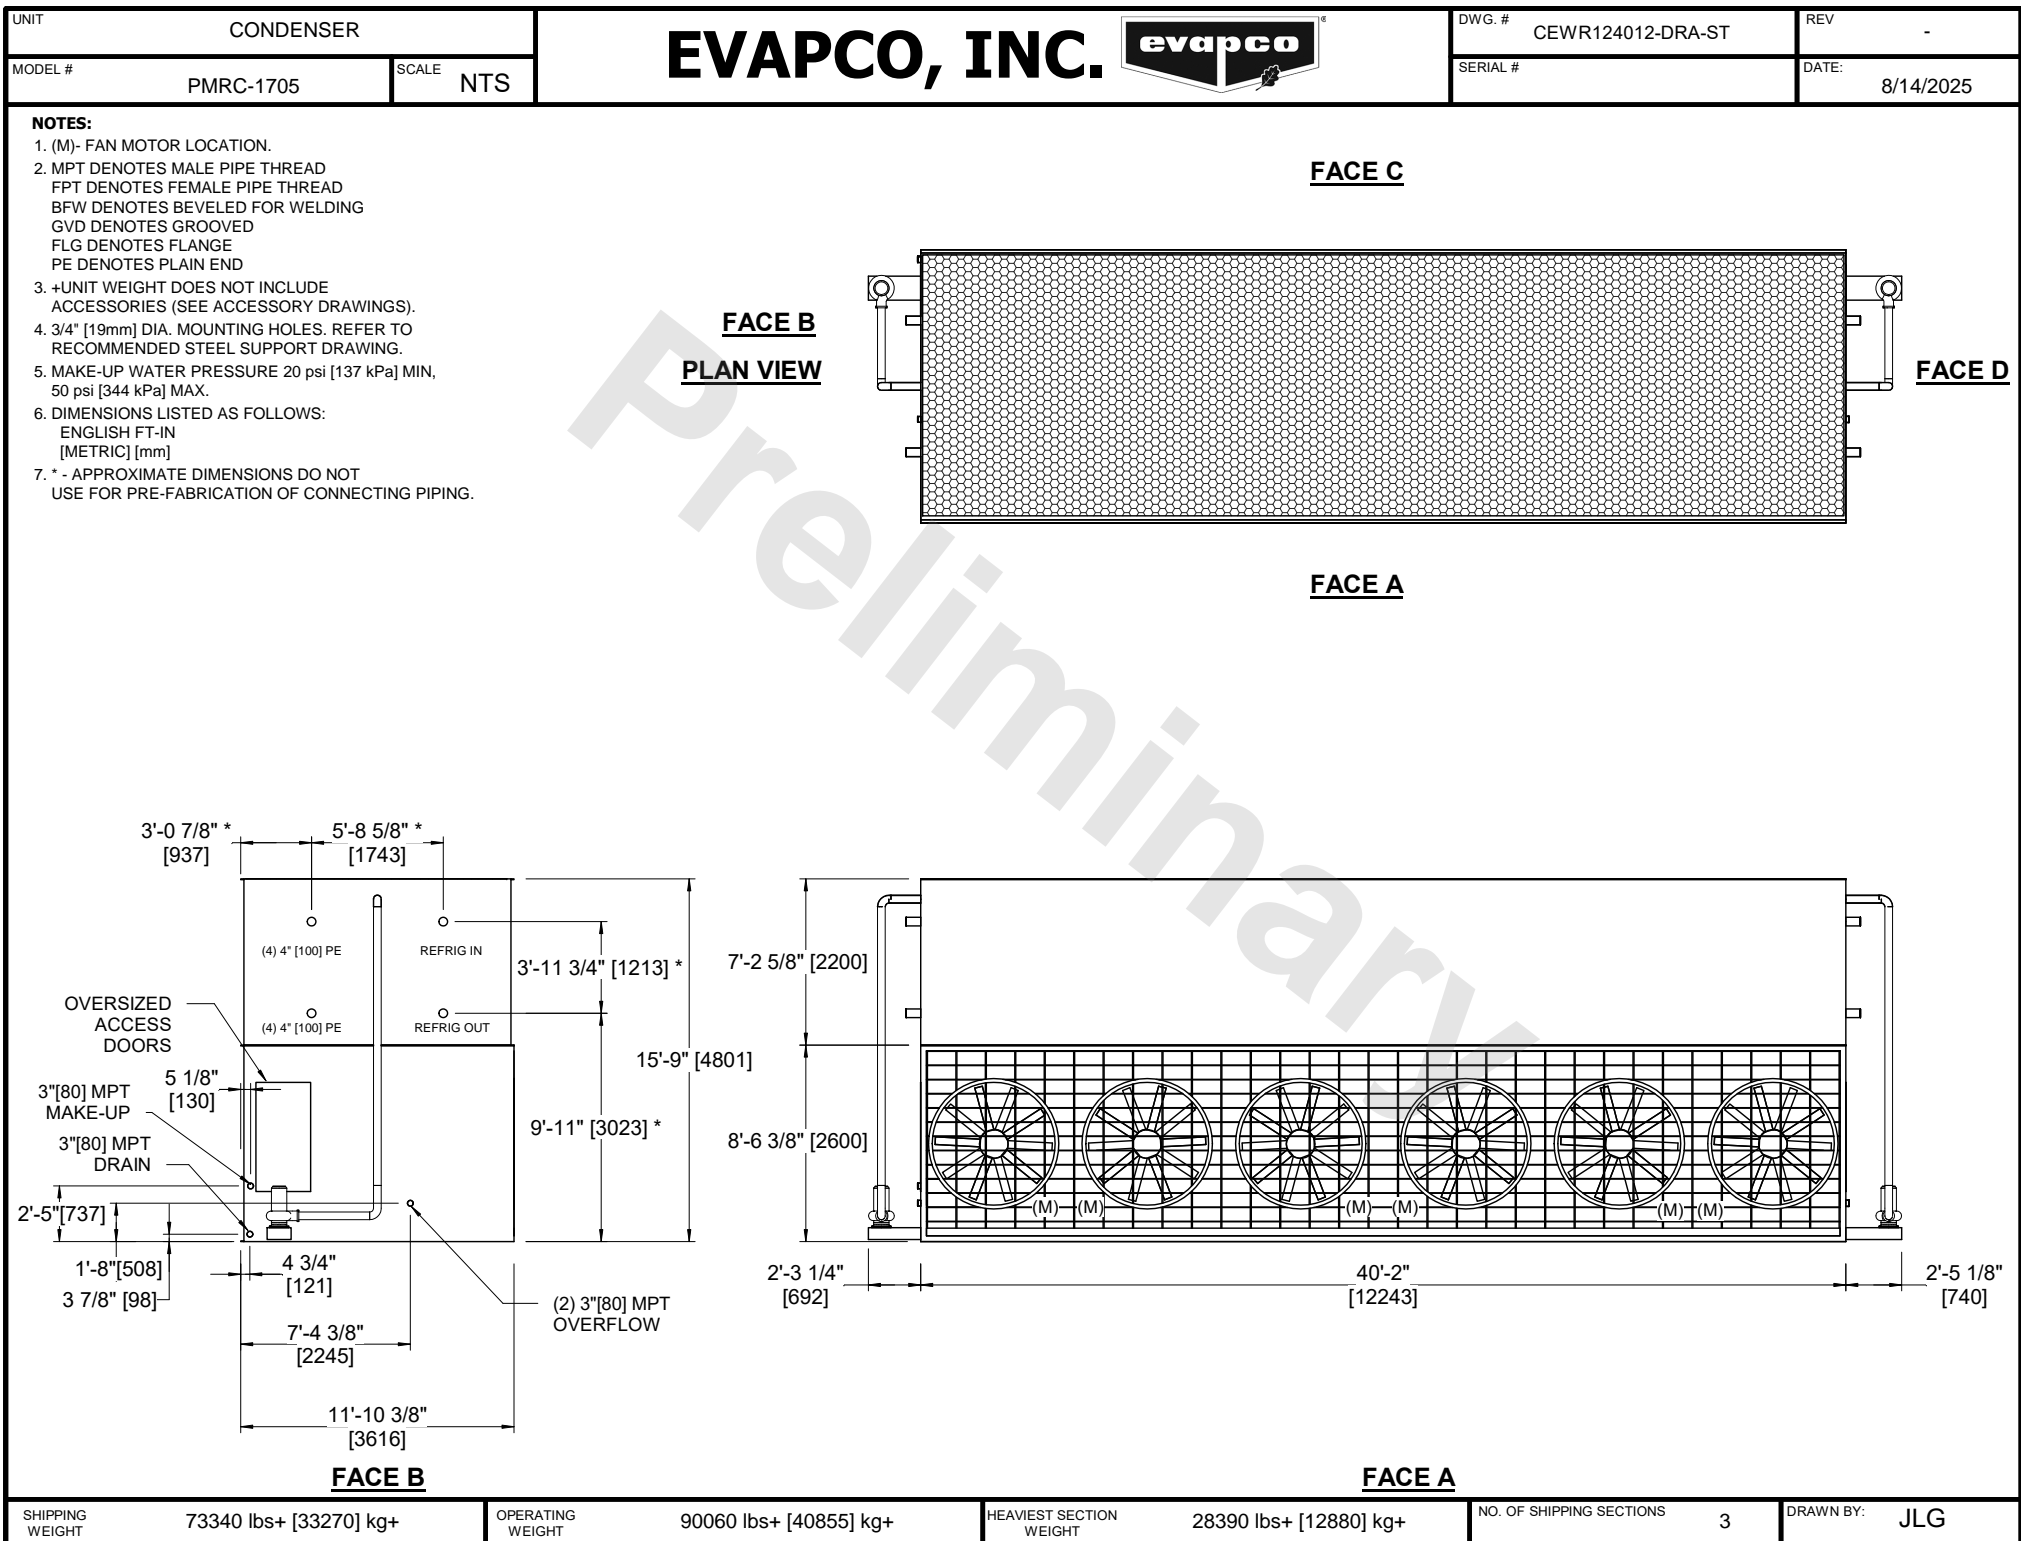 UNIT
CONDENSER
MODEL #
PMRC-1705
SCALE
NTS
EVAPCO, INC.
evapco
®
DWG. #
CEWR124012-DRA-ST
REV
-
SERIAL #
DATE:
8/14/2025
NOTES:
1. (M)- FAN MOTOR LOCATION.
2. MPT DENOTES MALE PIPE THREAD
FPT DENOTES FEMALE PIPE THREAD
BFW DENOTES BEVELED FOR WELDING
GVD DENOTES GROOVED
FLG DENOTES FLANGE
PE DENOTES PLAIN END
3. +UNIT WEIGHT DOES NOT INCLUDE
ACCESSORIES (SEE ACCESSORY DRAWINGS).
4. 3/4" [19mm] DIA. MOUNTING HOLES. REFER TO
RECOMMENDED STEEL SUPPORT DRAWING.
5. MAKE-UP WATER PRESSURE 20 psi [137 kPa] MIN,
50 psi [344 kPa] MAX.
6. DIMENSIONS LISTED AS FOLLOWS:
ENGLISH FT-IN
[METRIC] [mm]
7. * - APPROXIMATE DIMENSIONS DO NOT
USE FOR PRE-FABRICATION OF CONNECTING PIPING.
FACE C
FACE B
PLAN VIEW
FACE D
FACE A
Preliminary
3'-0 7/8" *
[937]
5'-8 5/8" *
[1743]
(4) 4" [100] PE
REFRIG IN
3'-11 3/4" [1213] *
(4) 4" [100] PE
REFRIG OUT
OVERSIZED
ACCESS
DOORS
15'-9" [4801]
5 1/8"
[130]
3"[80] MPT
MAKE-UP
3"[80] MPT
DRAIN
9'-11" [3023] *
2'-5"[737]
1'-8"[508]
3 7/8" [98]
4 3/4"
[121]
(2) 3"[80] MPT
OVERFLOW
7'-4 3/8"
[2245]
11'-10 3/8"
[3616]
FACE B
7'-2 5/8" [2200]
8'-6 3/8" [2600]
(M) (M) (M) (M) (M) (M)
2'-3 1/4"
[692]
40'-2"
[12243]
2'-5 1/8"
[740]
FACE A
SHIPPING
WEIGHT
73340 lbs+ [33270] kg+
OPERATING
WEIGHT
90060 lbs+ [40855] kg+
HEAVIEST SECTION
WEIGHT
28390 lbs+ [12880] kg+
NO. OF SHIPPING SECTIONS
3
DRAWN BY:
JLG